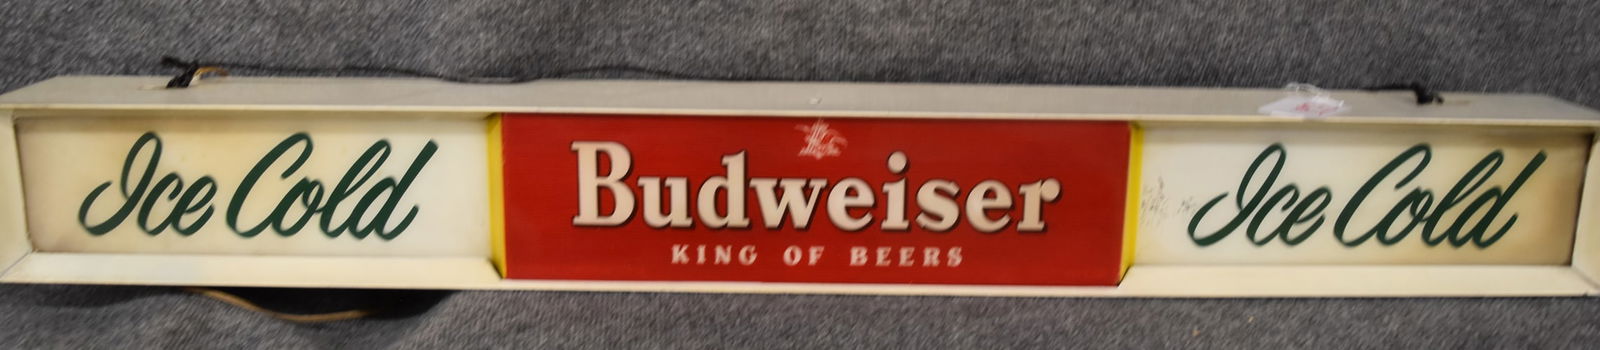 Ice Cold
Budweiser
KING OF BEERS
Ice Cold